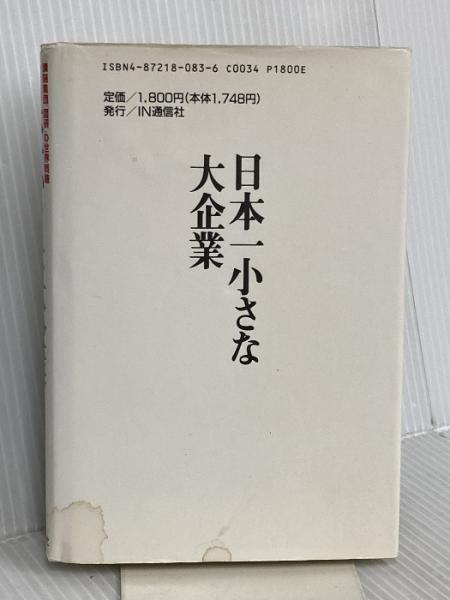 ISBN4-87218-083-6 C0034 P1800E
定価/1,800円(本体1,748円)
発行/IN通信社
日本一小さな
大企業